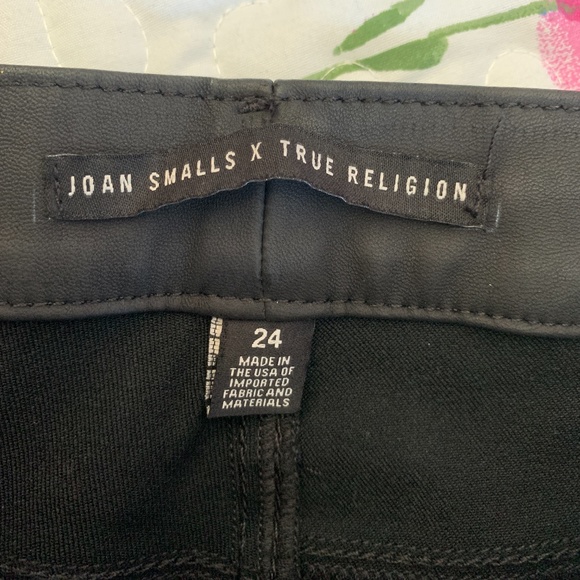 JOAN SMALLS X TRUE RELIGION
24
MADE IN
THE USA OF
IMPORTED
FABRIC AND
MATERIALS